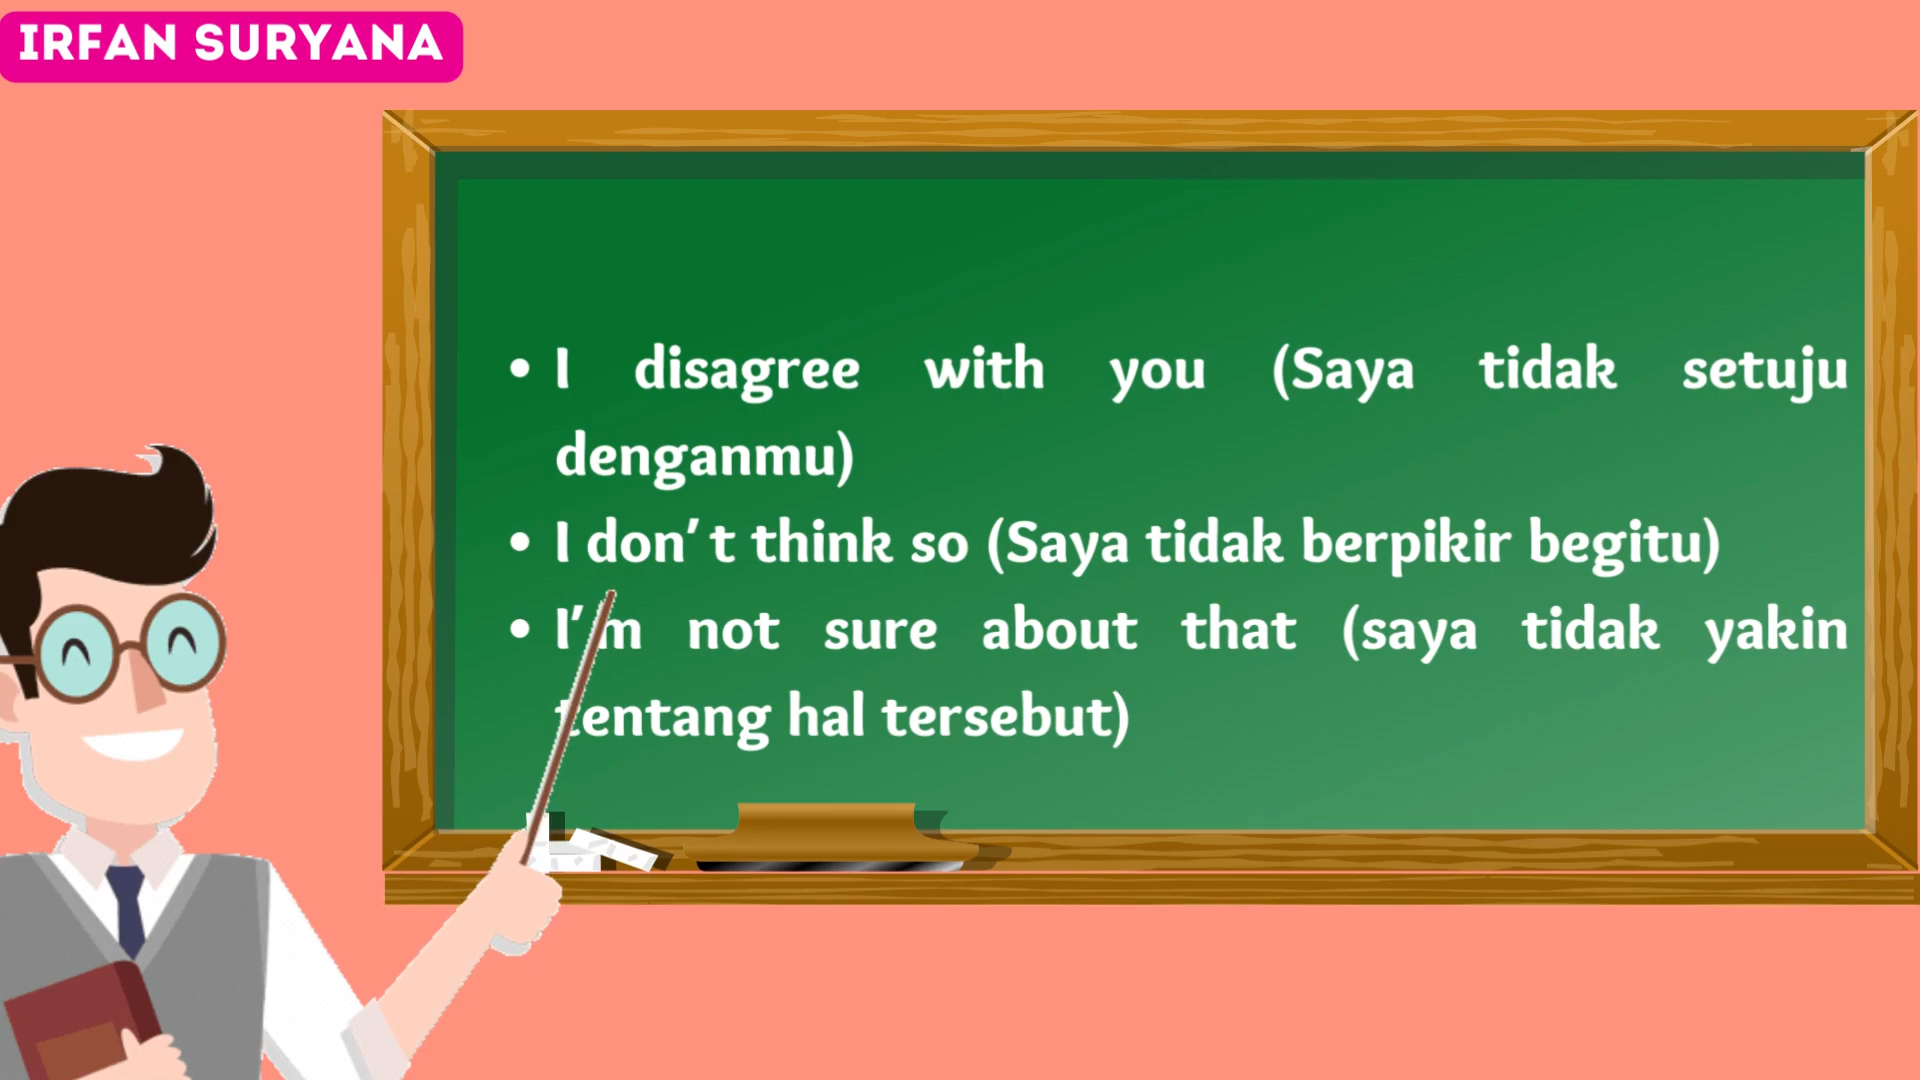 IRFAN SURYANA
• I disagree with you (Saya tidak setuju
denganmu)
• I don't think so (Saya tidak berpikir begitu)
• I'm not sure about that (saya tidak yakin
tentang hal tersebut)